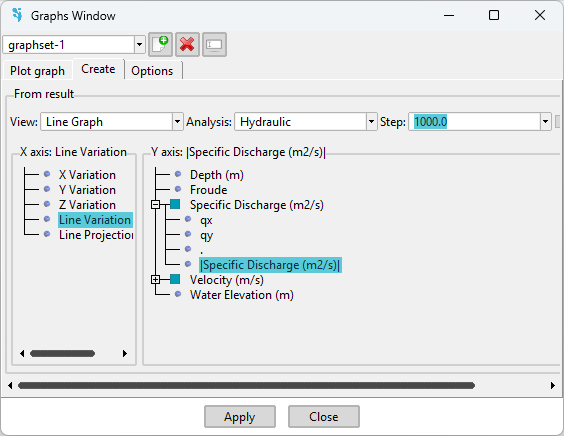 Graphs Window
graphset-1
Plot graph Create Options
From result
View: Line Graph Analysis: Hydraulic Step: 1000.0
X axis: Line Variation
X Variation
Y Variation
Z Variation
Line Variation
Line Projection
Y axis: |Specific Discharge (m2/s)|
Depth (m)
Froude
Specific Discharge (m2/s)
qx
qy
.
|Specific Discharge (m2/s)|
Velocity (m/s)
Water Elevation (m)
Apply Close